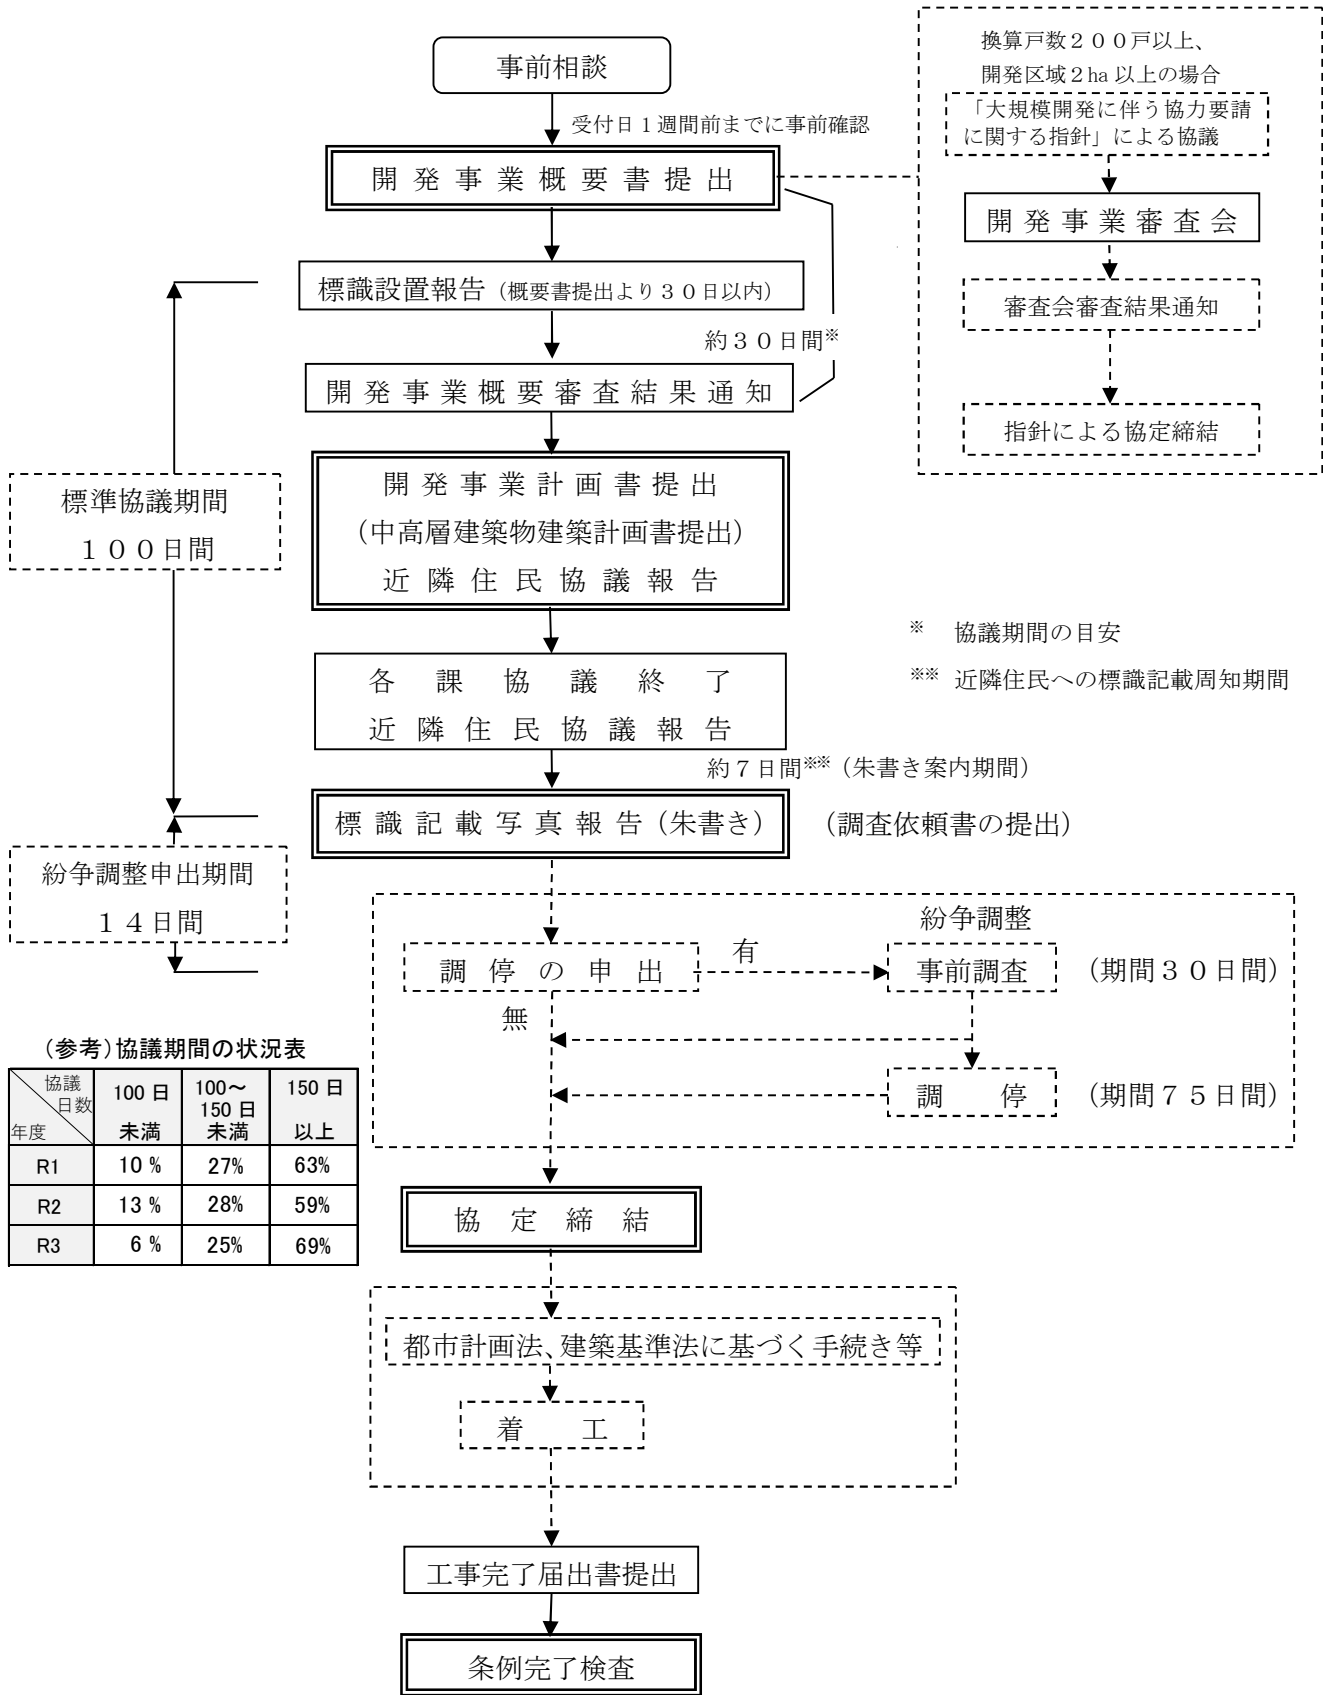 事前相談
受付日１週間前までに事前確認
開発事業概要書提出
標識設置報告（概要書提出より３０日以内）
約３０日間※
開発事業概要審査結果通知
開発事業計画書提出
（中高層建築物建築計画書提出）
近隣住民協議報告
各課協議終了
近隣住民協議報告
約７日間※※（朱書き案内期間）
標識記載写真報告（朱書き）
（調査依頼書の提出）
換算戸数２００戸以上、
開発区域２ha 以上の場合
「大規模開発に伴う協力要請
に関する指針」による協議
開発事業審査会
審査会審査結果通知
指針による協定締結
※　協議期間の目安
※※ 近隣住民への標識記載周知期間
標準協議期間
１００日間
紛争調整申出期間
１４日間
紛争調整
調停の申出
有
事前調査
（期間３０日間）
無
調　停
（期間７５日間）
（参考）協議期間の状況表
協議
日数
年度
100 日
未満
100～
150 日
未満
150 日
以上
R1 10 % 27% 63%
R2 13 % 28% 59%
R3 6 % 25% 69%
協定締結
都市計画法、建築基準法に基づく手続き等
着　工
工事完了届出書提出
条例完了検査